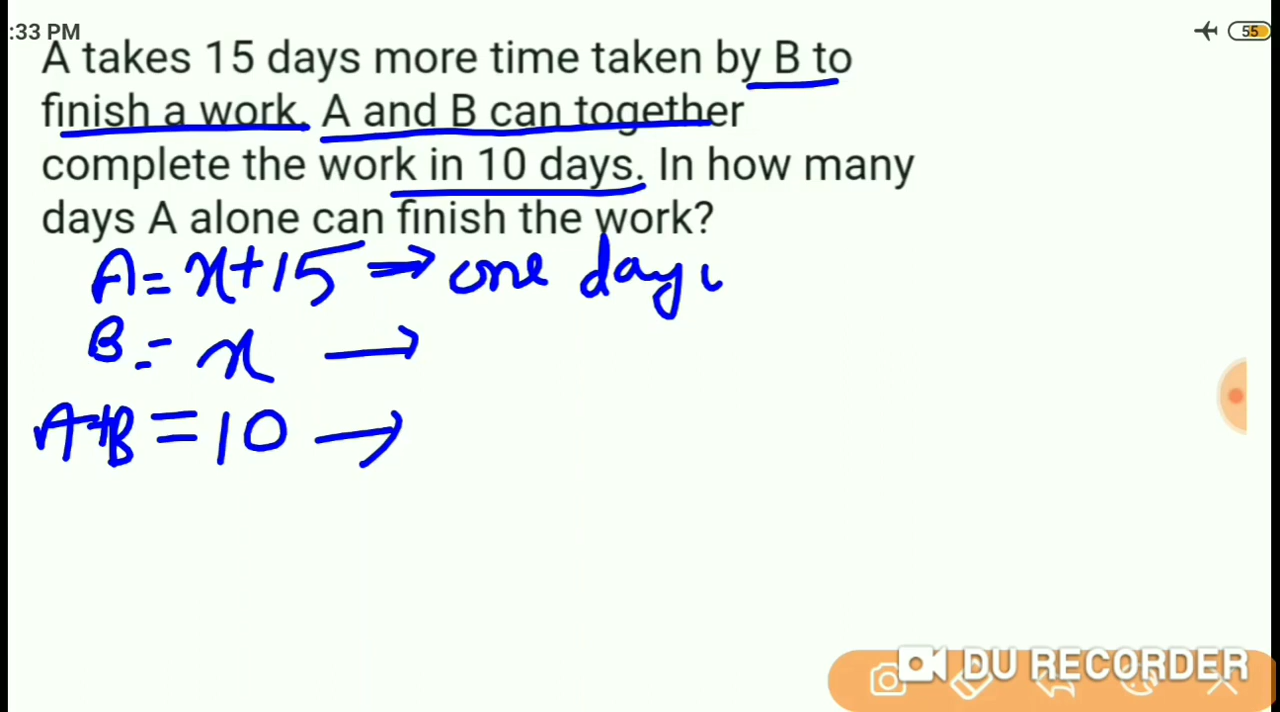 :33 PM
55
A takes 15 days more time taken by B to
finish a work. A and B can together
complete the work in 10 days. In how many
days A alone can finish the work?
A = x+15 → one day
B = x →
A+B = 10 →
DU RECORDER